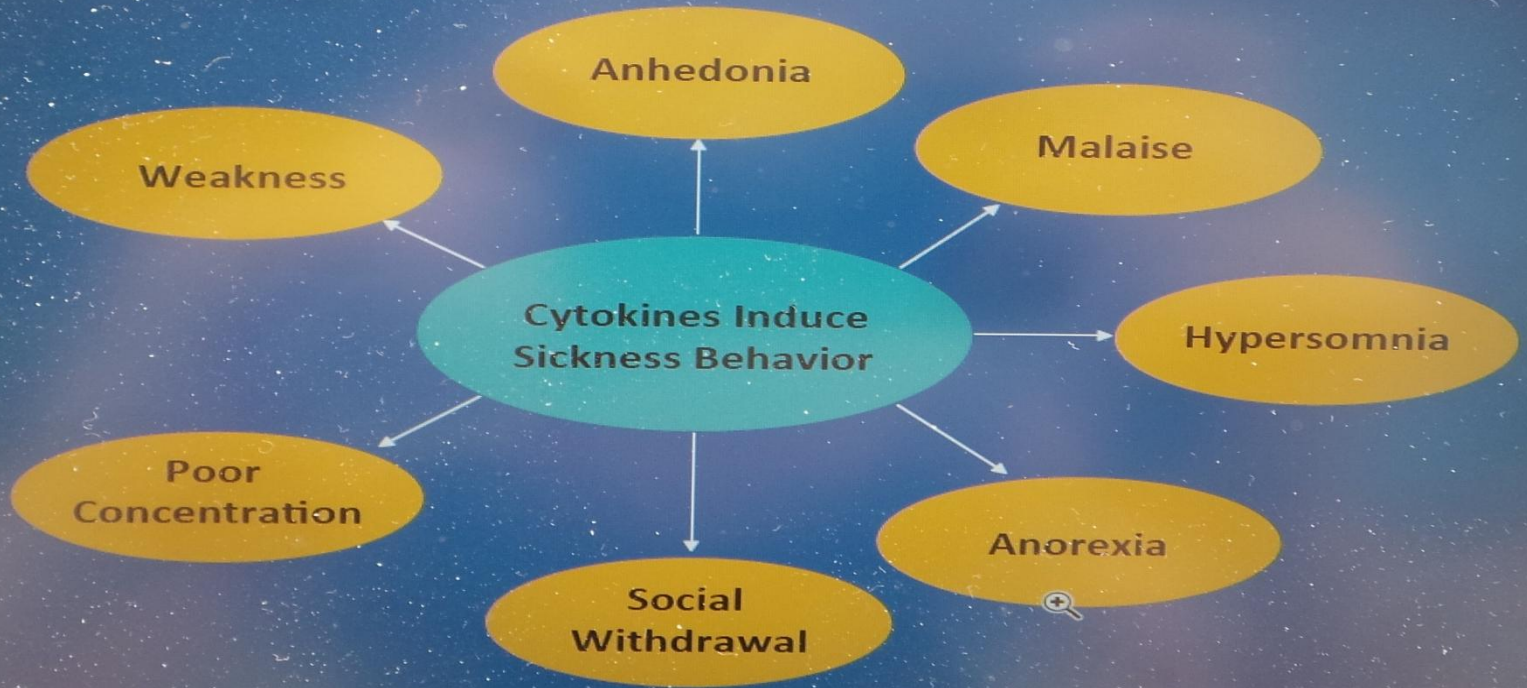 Anhedonia
Malaise
Weakness
Cytokines Induce
Sickness Behavior
Hypersomnia
Poor
Concentration
Anorexia
Social
Withdrawal